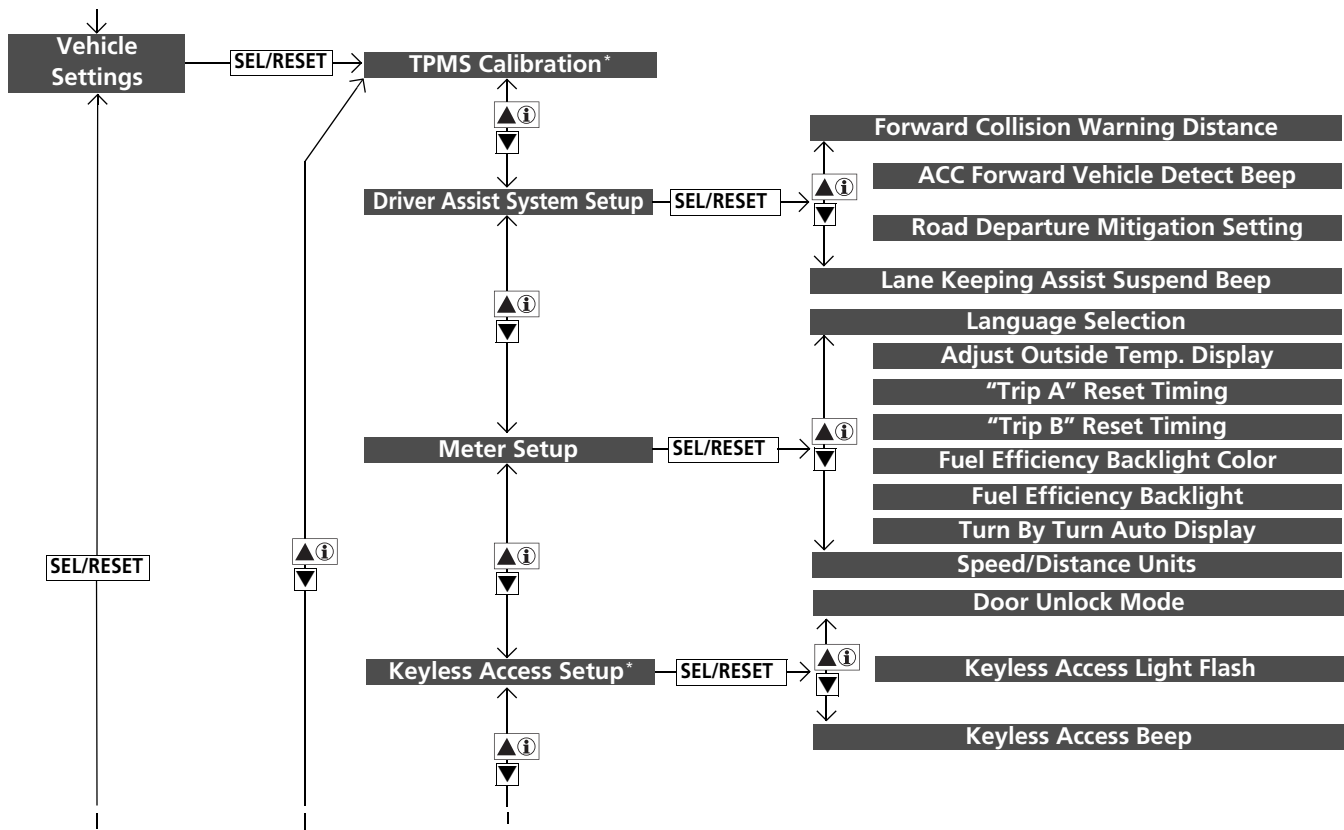 Vehicle
Settings
SEL/RESET
TPMS Calibration*
Forward Collision Warning Distance
ACC Forward Vehicle Detect Beep
Driver Assist System Setup
SEL/RESET
Road Departure Mitigation Setting
Lane Keeping Assist Suspend Beep
Language Selection
Adjust Outside Temp. Display
“Trip A” Reset Timing
“Trip B” Reset Timing
Meter Setup
SEL/RESET
Fuel Efficiency Backlight Color
Fuel Efficiency Backlight
Turn By Turn Auto Display
SEL/RESET
Speed/Distance Units
Door Unlock Mode
Keyless Access Setup*
SEL/RESET
Keyless Access Light Flash
Keyless Access Beep